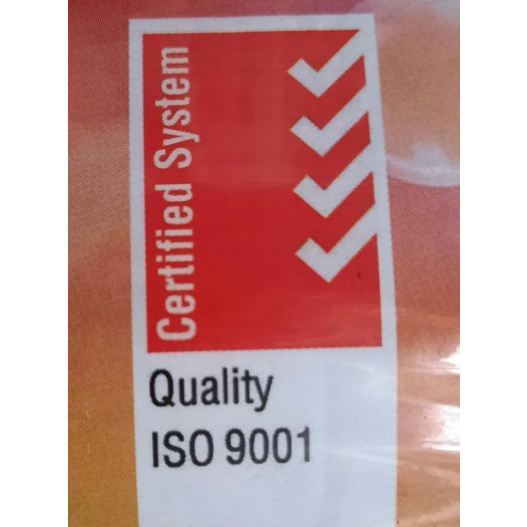 Certified System
Quality
ISO 9001